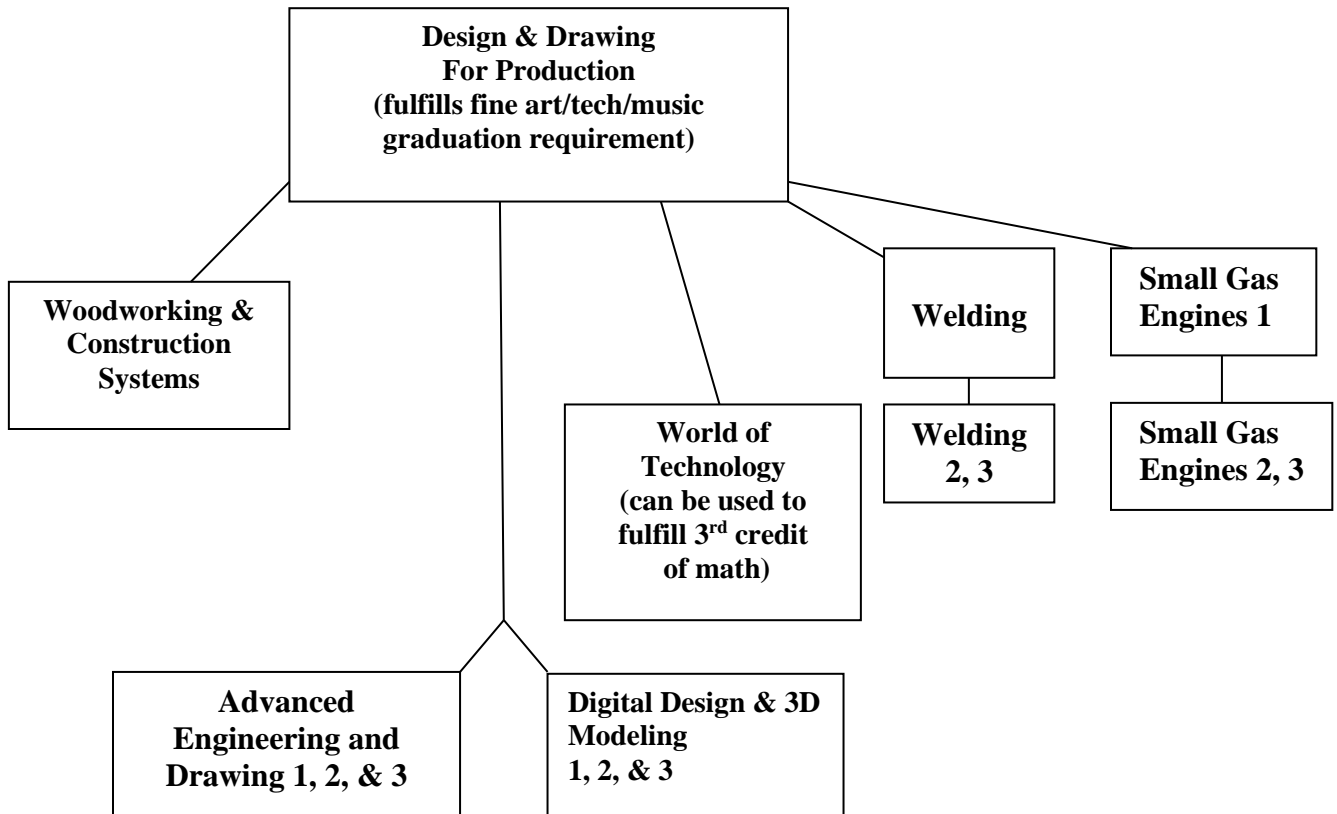 Design & Drawing
For Production
(fulfills fine art/tech/music
graduation requirement)
Woodworking &
Construction
Systems
Welding
Small Gas
Engines 1
World of
Technology
(can be used to
fulfill 3rd credit
of math)
Welding
2, 3
Small Gas
Engines 2, 3
Advanced
Engineering and
Drawing 1, 2, & 3
Digital Design & 3D
Modeling
1, 2, & 3